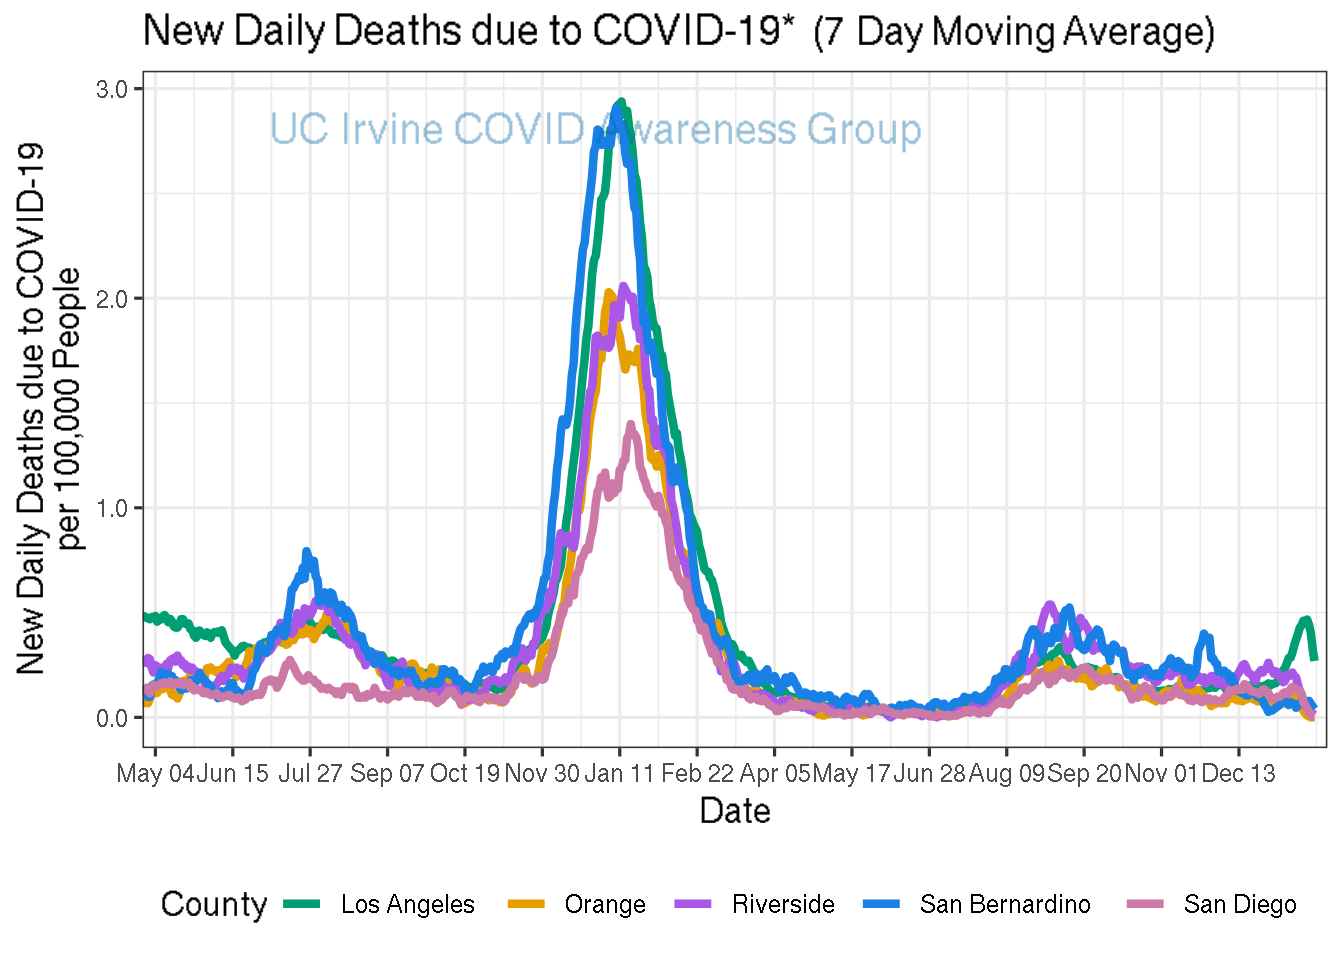 New Daily Deaths due to COVID-19* (7 Day Moving Average)
UC Irvine COVID Awareness Group
New Daily Deaths due to COVID-19
per 100,000 People
3.0
2.0
1.0
0.0
May 04 Jun 15 Jul 27 Sep 07 Oct 19 Nov 30 Jan 11 Feb 22 Apr 05 May 17 Jun 28 Aug 09 Sep 20 Nov 01 Dec 13
Date
County Los Angeles Orange Riverside San Bernardino San Diego